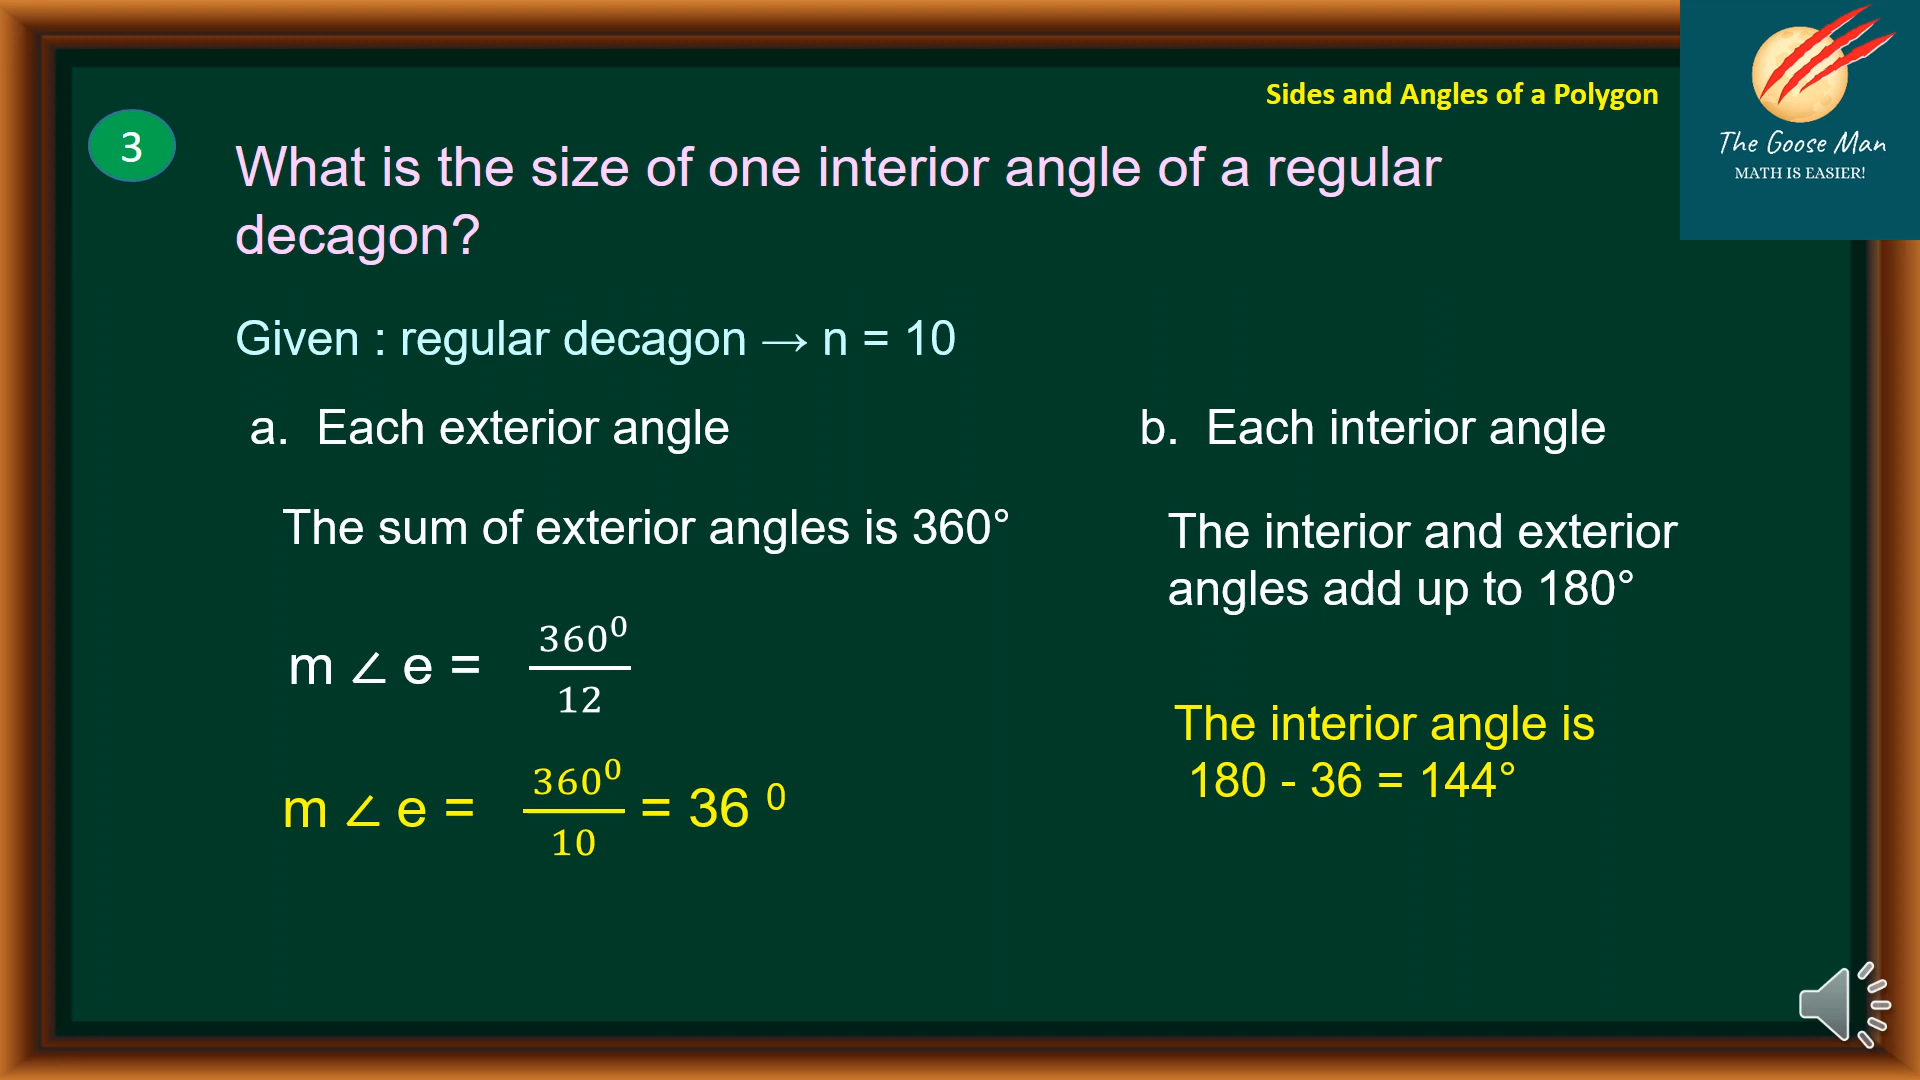 Sides and Angles of a Polygon
The Goose Man
MATH IS EASIER!
3
What is the size of one interior angle of a regular
decagon?
Given : regular decagon → n = 10
a. Each exterior angle
The sum of exterior angles is 360°
m ∠ e = 360⁰/12
m ∠ e = 360⁰/10 = 36 ⁰
b. Each interior angle
The interior and exterior
angles add up to 180°
The interior angle is
180 - 36 = 144°